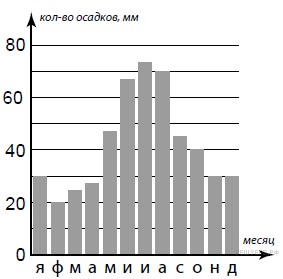 кол-во осадков, мм
80
60
40
20
0
месяц
я ф м а м и и а с о н д